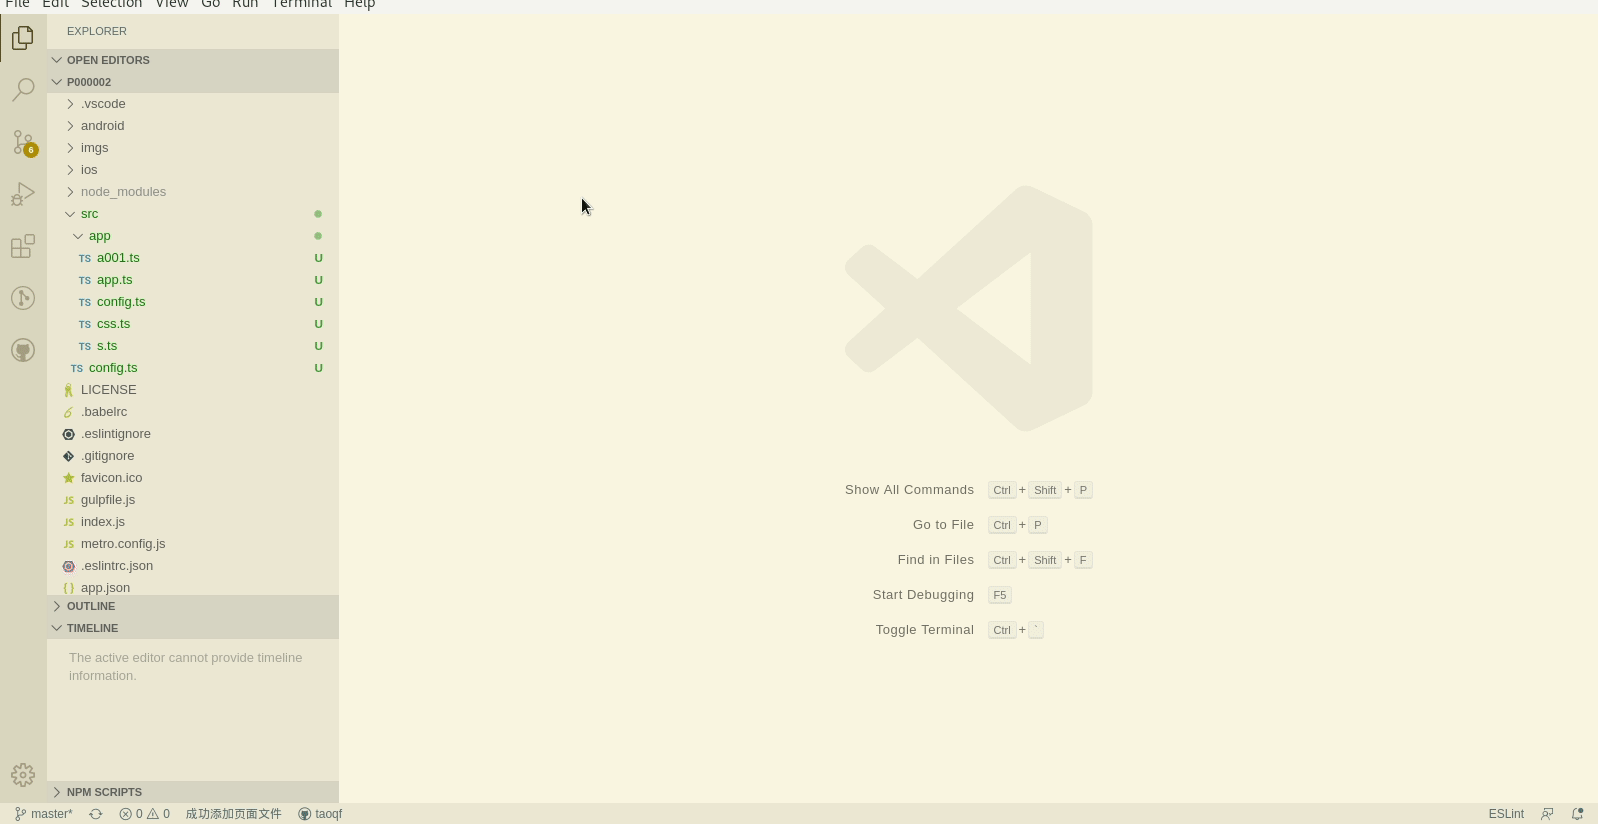 File Edit Selection View Go Run Terminal Help
EXPLORER
OPEN EDITORS
P000002
.vscode
android
imgs
ios
node_modules
src
app
TS a001.ts U
TS app.ts U
TS config.ts U
TS css.ts U
TS s.ts U
TS config.ts U
LICENSE
.babelrc
.eslintignore
.gitignore
favicon.ico
JS gulpfile.js
JS index.js
JS metro.config.js
.eslintrc.json
{ } app.json
OUTLINE
TIMELINE
The active editor cannot provide timeline
information.
NPM SCRIPTS
6
Show All Commands Ctrl + Shift + P
Go to File Ctrl + P
Find in Files Ctrl + Shift + F
Start Debugging F5
Toggle Terminal Ctrl + `
master* 0 0 成功添加页面文件 taoqf ESLint